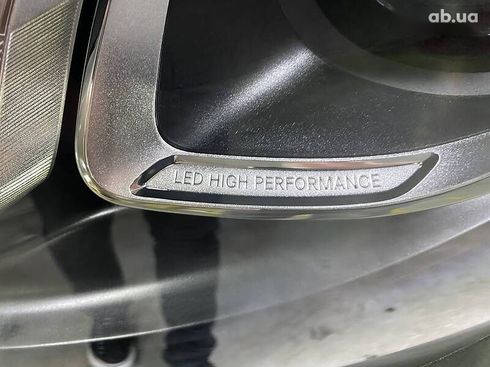 ab.ua
LED HIGH PERFORMANCE